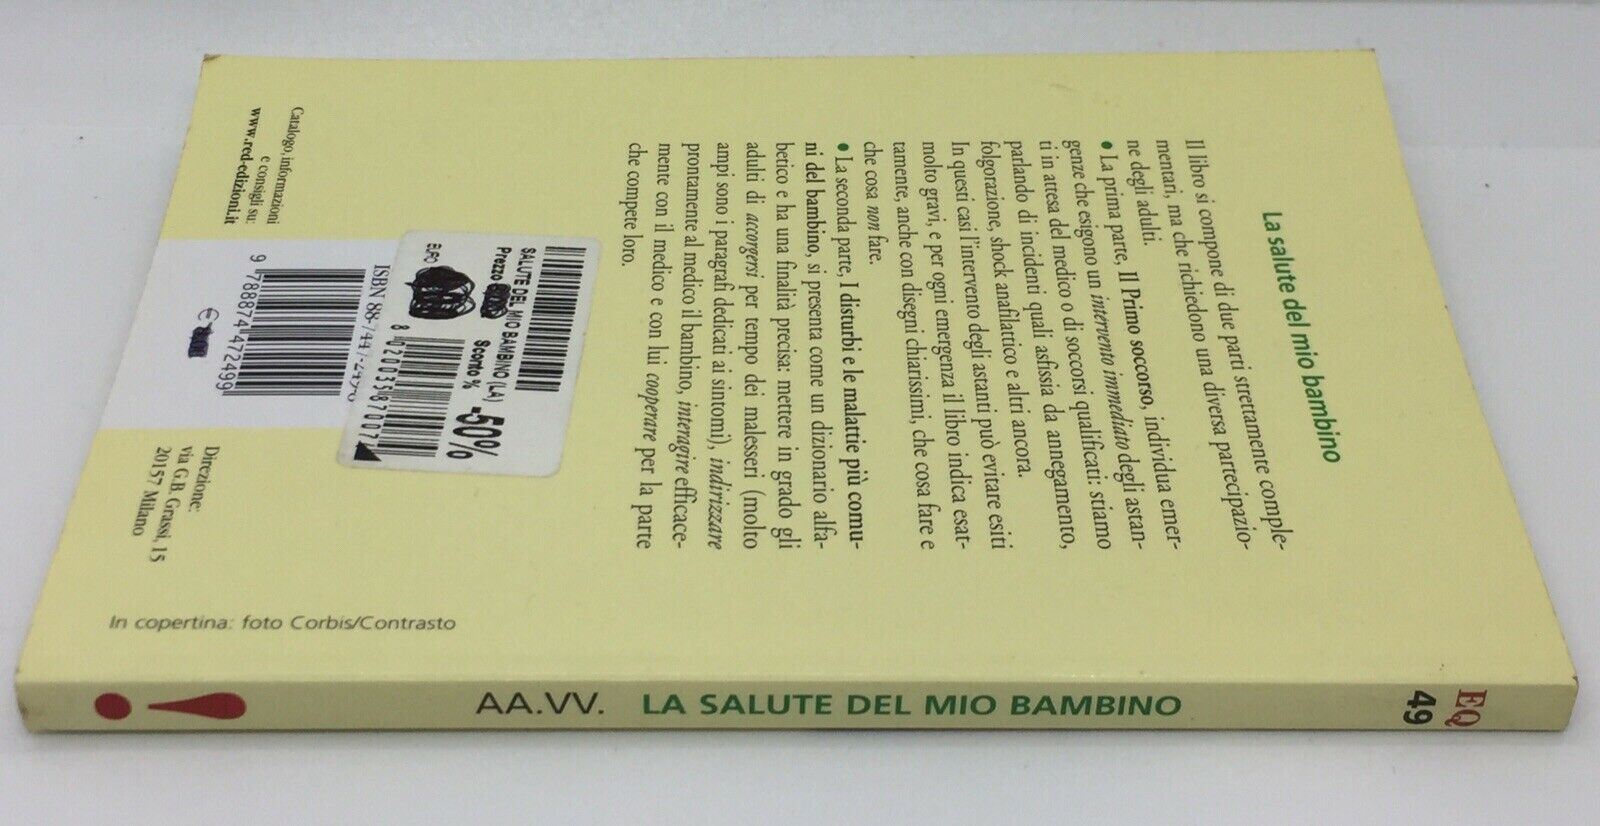 La salute del mio bambino
Il libro si compone di due parti strettamente comple-
mentari, ma che richiedono una diversa partecipazio-
ne degli adulti.
• La prima parte, Il Primo soccorso, individua emer-
genze che esigono un intervento immediato degli astan-
ti in attesa del medico o di soccorsi qualificati: stiamo
parlando di incidenti quali asfissia da annegamento,
folgorazione, shock anafilattico e altri ancora.
In questi casi l'intervento degli astanti può evitare esiti
molto gravi, e per ogni emergenza il libro indica esat-
tamente, anche con disegni chiarissimi, che cosa fare e
che cosa non fare.
• La seconda parte, I disturbi e le malattie più comu-
ni del bambino, si presenta come un dizionario alfa-
betico e ha una finalità precisa: mettere in grado gli
adulti di accorgersi per tempo dei malesseri (molto
ampi sono i paragrafi dedicati ai sintomi), indirizzare
prontamente al medico il bambino, interagire efficace-
mente con il medico e con lui cooperare per la parte
che compete loro.
SALUTE DEL MIO BAMBINO (LA)
Prezzo
Sconto %
-50%
EURO
8 020035 870707
Catalogo, informazioni
e consigli su:
www.red-edizioni.it
ISBN 88-7447-249-
9 788874 472499
€
Direzione:
via G.B. Grassi, 15
20157 Milano
In copertina: foto Corbis/Contrasto
AA.VV. LA SALUTE DEL MIO BAMBINO
EQ
49